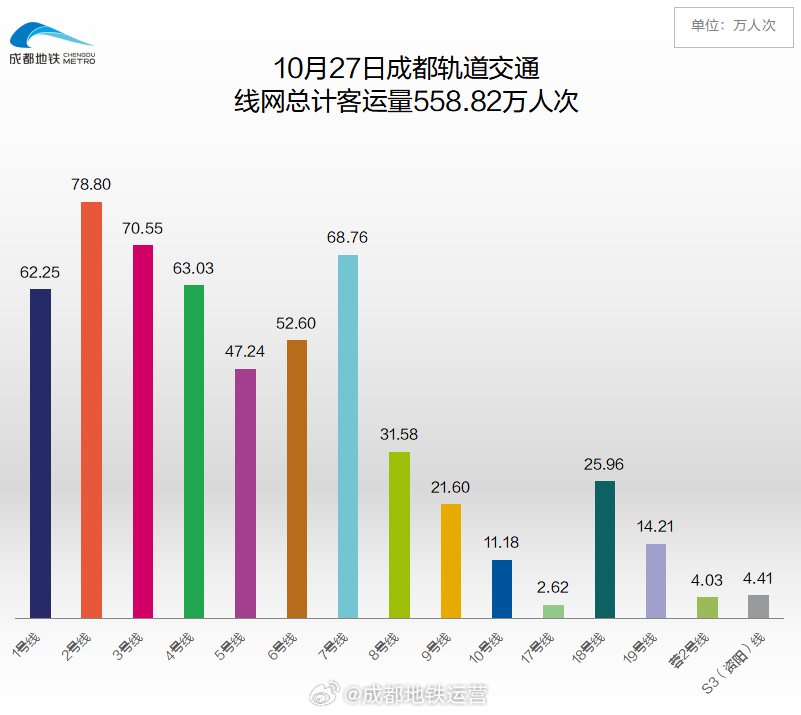 成都地铁 CHENGDU METRO
单位：万人次
10月27日成都轨道交通
线网总计客运量558.82万人次
62.25
78.80
70.55
63.03
47.24
52.60
68.76
31.58
21.60
11.18
2.62
25.96
14.21
4.03
4.41
1号线
2号线
3号线
4号线
5号线
6号线
7号线
8号线
9号线
10号线
17号线
18号线
19号线
蓉2号线
S3（资阳）线
@成都地铁运营